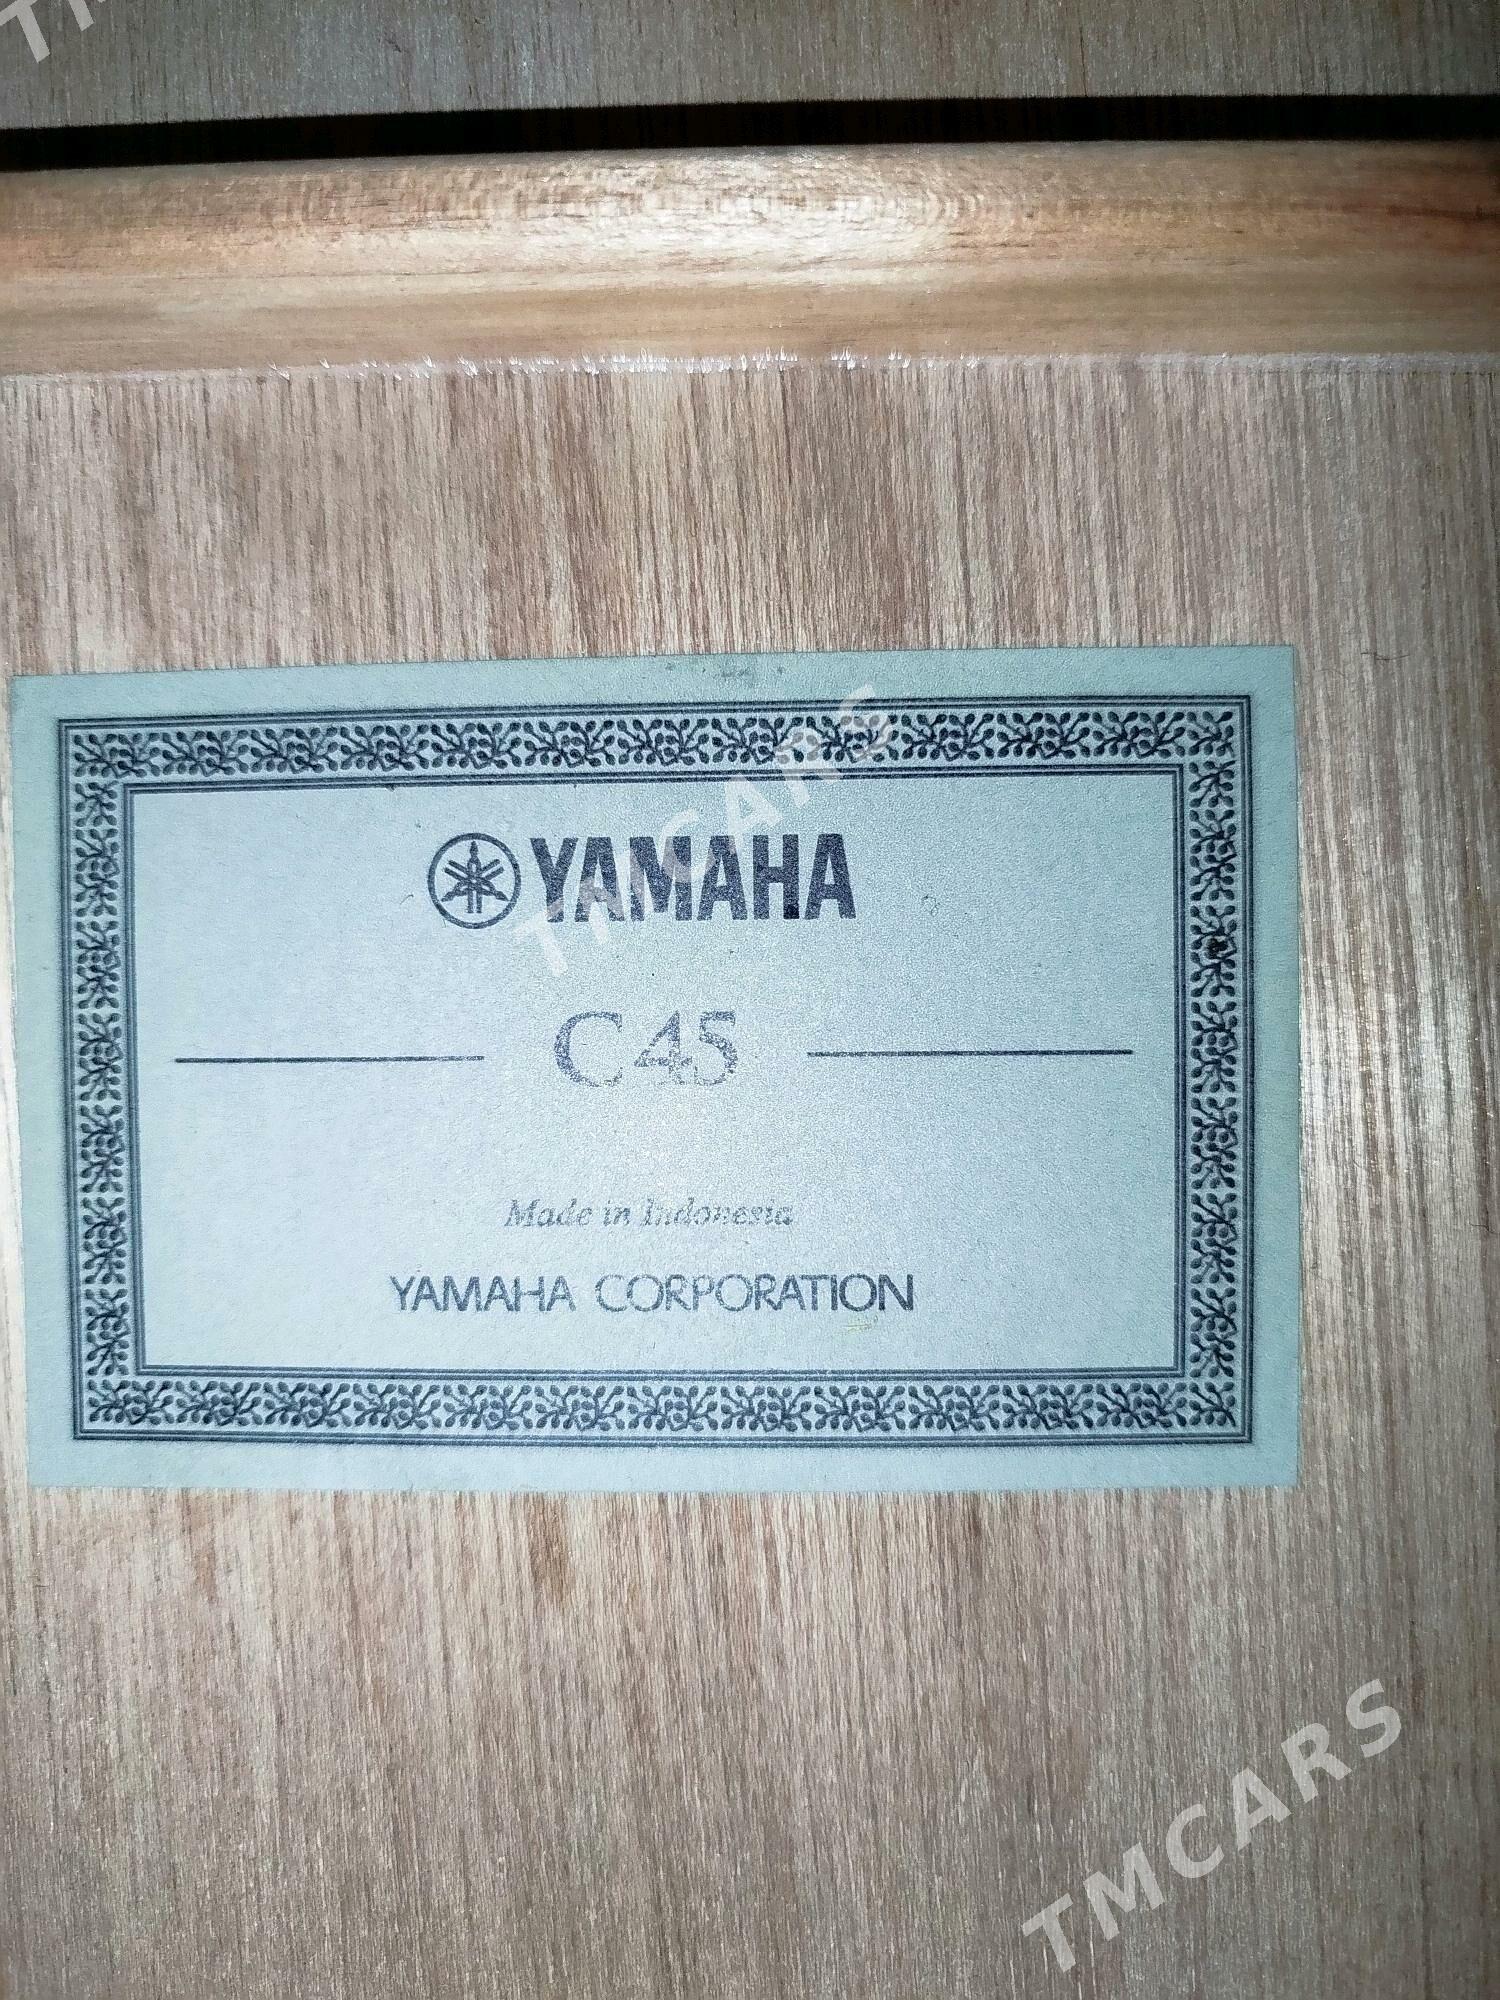 YAMAHA
C45
Made in Indonesia
YAMAHA CORPORATION
TMCARS
TMCARS